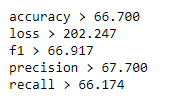 accuracy > 66.700
loss > 202.247
f1 > 66.917
precision > 67.700
recall > 66.174